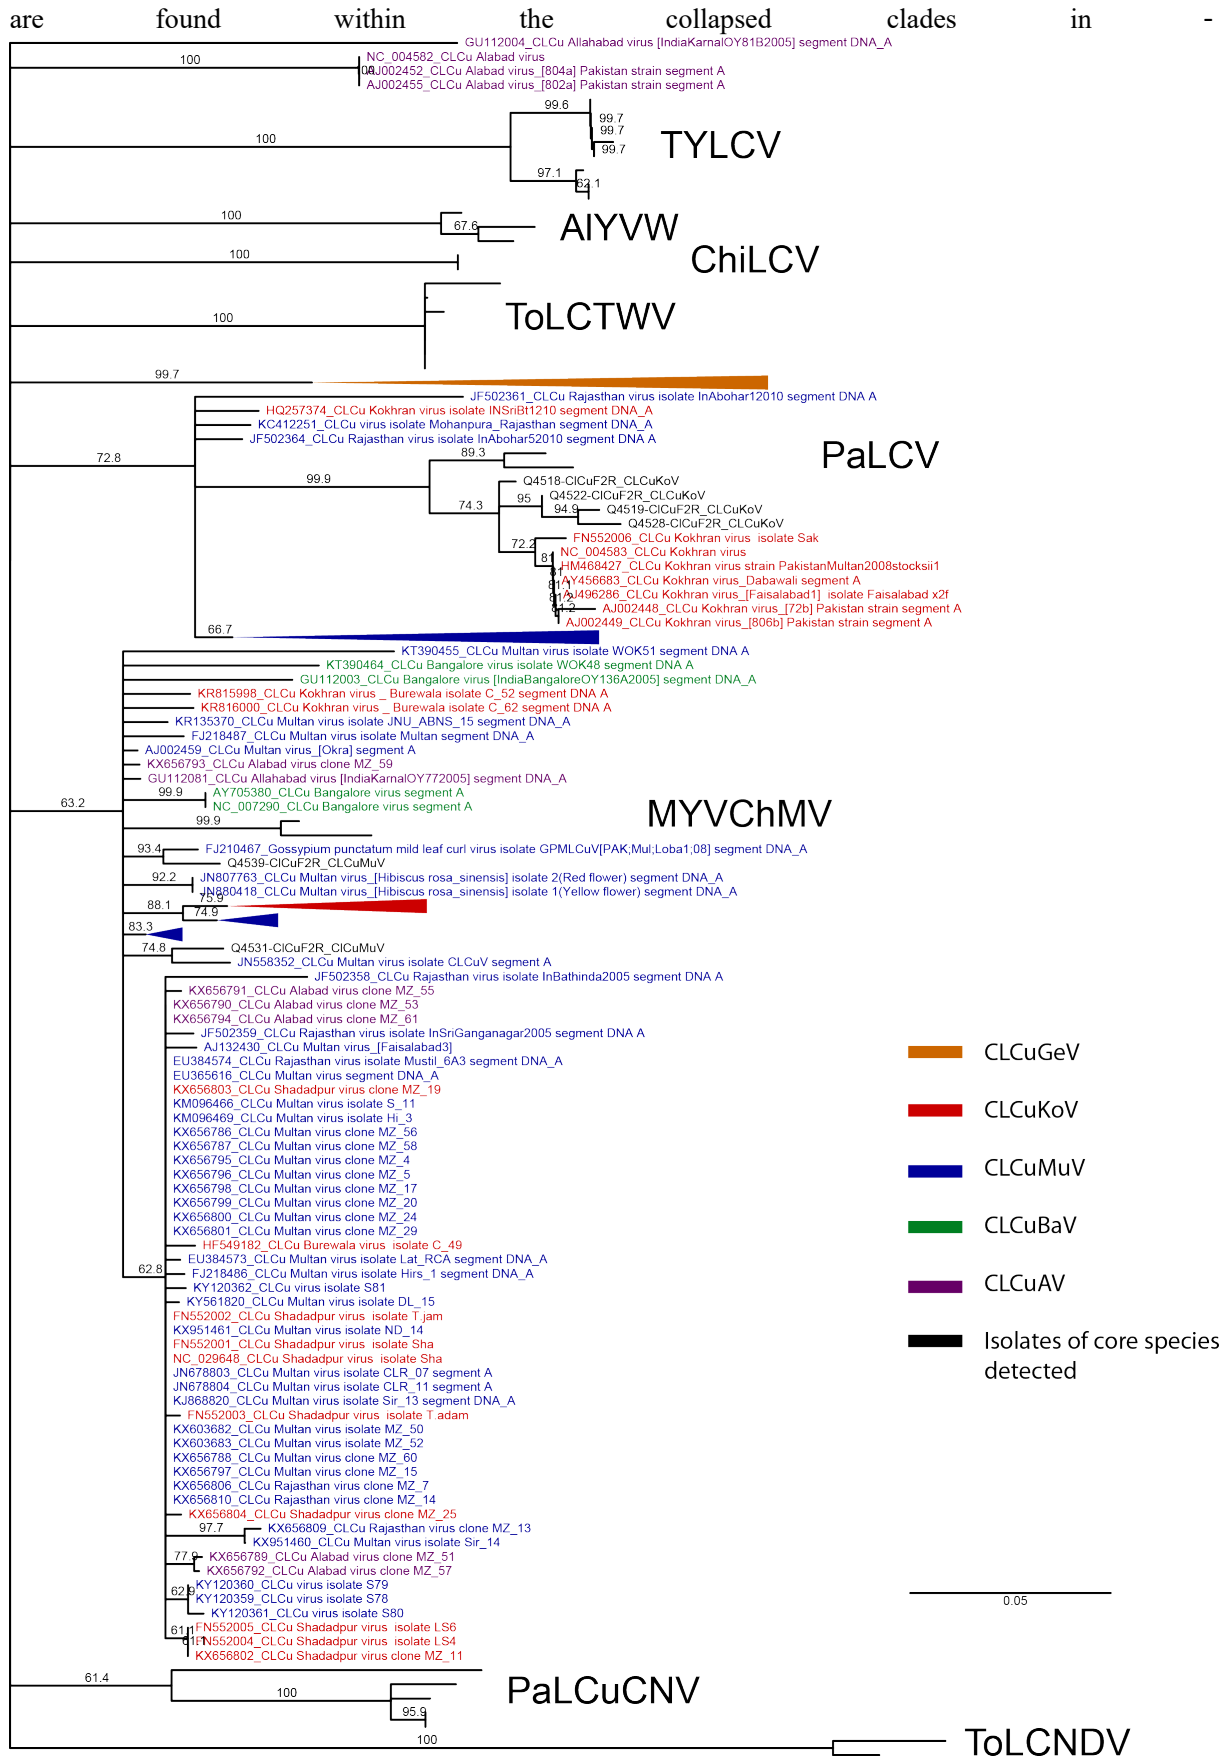 are found within the collapsed clades in -
GU112004_CLCu Allahabad virus [IndiaKarnalOY81B2005] segment DNA_A
100
NC_004582_CLCu Alabad virus
AJ002452_CLCu Alabad virus_[804a] Pakistan strain segment A
AJ002455_CLCu Alabad virus_[802a] Pakistan strain segment A
99.6
99.7
99.7
99.7
100
TYLCV
97.1
62.1
100
67.6
AlYVW
100
ChiLCV
100
ToLCTWV
99.7
JF502361_CLCu Rajasthan virus isolate InAbohar12010 segment DNA A
HQ257374_CLCu Kokhran virus isolate INSriBt1210 segment DNA_A
KC412251_CLCu virus isolate Mohanpura_Rajasthan segment DNA_A
JF502364_CLCu Rajasthan virus isolate InAbohar52010 segment DNA A
72.8
89.3
PaLCV
99.9
Q4518-ClCuF2R_CLCuKoV
74.3
95
Q4522-ClCuF2R_CLCuKoV
94.9
Q4519-ClCuF2R_CLCuKoV
Q4528-ClCuF2R_CLCuKoV
72.2
FN552006_CLCu Kokhran virus isolate Sak
81
NC_004583_CLCu Kokhran virus
81
HM468427_CLCu Kokhran virus strain PakistanMultan2008stocksii1
81.1
AY456683_CLCu Kokhran virus_Dabawali segment A
81.2
AJ496286_CLCu Kokhran virus_[Faisalabad1] isolate Faisalabad x2f
81.2
AJ002448_CLCu Kokhran virus_[72b] Pakistan strain segment A
AJ002449_CLCu Kokhran virus_[806b] Pakistan strain segment A
66.7
KT390455_CLCu Multan virus isolate WOK51 segment DNA A
KT390464_CLCu Bangalore virus isolate WOK48 segment DNA A
GU112003_CLCu Bangalore virus [IndiaBangaloreOY136A2005] segment DNA_A
KR815998_CLCu Kokhran virus _ Burewala isolate C_52 segment DNA A
KR816000_CLCu Kokhran virus _ Burewala isolate C_62 segment DNA A
KR135370_CLCu Multan virus isolate JNU_ABNS_15 segment DNA_A
FJ218487_CLCu Multan virus isolate Multan segment DNA_A
AJ002459_CLCu Multan virus_[Okra] segment A
KX656793_CLCu Alabad virus clone MZ_59
GU112081_CLCu Allahabad virus [IndiaKarnalOY772005] segment DNA_A
99.9
AY705380_CLCu Bangalore virus segment A
NC_007290_CLCu Bangalore virus segment A
63.2
99.9
MYVChMV
93.4
FJ210467_Gossypium punctatum mild leaf curl virus isolate GPMLCuV[PAK;Mul;Loba1;08] segment DNA_A
Q4539-ClCuF2R_CLCuMuV
92.2
JN807763_CLCu Multan virus_[Hibiscus rosa_sinensis] isolate 2(Red flower) segment DNA_A
JN880418_CLCu Multan virus_[Hibiscus rosa_sinensis] isolate 1(Yellow flower) segment DNA_A
75.9
88.1
74.9
83.3
74.8
Q4531-ClCuF2R_ClCuMuV
JN558352_CLCu Multan virus isolate CLCuV segment A
JF502358_CLCu Rajasthan virus isolate InBathinda2005 segment DNA A
KX656791_CLCu Alabad virus clone MZ_55
KX656790_CLCu Alabad virus clone MZ_53
KX656794_CLCu Alabad virus clone MZ_61
JF502359_CLCu Rajasthan virus isolate InSriGanganagar2005 segment DNA A
AJ132430_CLCu Multan virus_[Faisalabad3]
EU384574_CLCu Rajasthan virus isolate Mustil_6A3 segment DNA_A
EU365616_CLCu Multan virus segment DNA_A
KX656803_CLCu Shadadpur virus clone MZ_19
KM096466_CLCu Multan virus isolate S_11
KM096469_CLCu Multan virus isolate Hi_3
KX656786_CLCu Multan virus clone MZ_56
KX656787_CLCu Multan virus clone MZ_58
KX656795_CLCu Multan virus clone MZ_4
KX656796_CLCu Multan virus clone MZ_5
KX656798_CLCu Multan virus clone MZ_17
KX656799_CLCu Multan virus clone MZ_20
KX656800_CLCu Multan virus clone MZ_24
KX656801_CLCu Multan virus clone MZ_29
HF549182_CLCu Burewala virus isolate C_49
62.8
EU384573_CLCu Multan virus isolate Lat_RCA segment DNA_A
FJ218486_CLCu Multan virus isolate Hirs_1 segment DNA_A
KY120362_CLCu virus isolate S81
KY561820_CLCu Multan virus isolate DL_15
FN552002_CLCu Shadadpur virus isolate T.jam
KX951461_CLCu Multan virus isolate ND_14
FN552001_CLCu Shadadpur virus isolate Sha
NC_029648_CLCu Shadadpur virus isolate Sha
JN678803_CLCu Multan virus isolate CLR_07 segment A
JN678804_CLCu Multan virus isolate CLR_11 segment A
KJ868820_CLCu Multan virus isolate Sir_13 segment DNA_A
FN552003_CLCu Shadadpur virus isolate T.adam
KX603682_CLCu Multan virus isolate MZ_50
KX603683_CLCu Multan virus isolate MZ_52
KX656788_CLCu Multan virus clone MZ_60
KX656797_CLCu Multan virus clone MZ_15
KX656806_CLCu Rajasthan virus clone MZ_7
KX656810_CLCu Rajasthan virus clone MZ_14
KX656804_CLCu Shadadpur virus clone MZ_25
97.7
KX656809_CLCu Rajasthan virus clone MZ_13
KX951460_CLCu Multan virus isolate Sir_14
77.9
KX656789_CLCu Alabad virus clone MZ_51
KX656792_CLCu Alabad virus clone MZ_57
62.9
KY120360_CLCu virus isolate S79
KY120359_CLCu virus isolate S78
KY120361_CLCu virus isolate S80
61.1
FN552005_CLCu Shadadpur virus isolate LS6
61.1
FN552004_CLCu Shadadpur virus isolate LS4
KX656802_CLCu Shadadpur virus clone MZ_11
61.4
100
PaLCuCNV
95.9
100
ToLCNDV
CLCuGeV
CLCuKoV
CLCuMuV
CLCuBaV
CLCuAV
Isolates of core species
detected
0.05